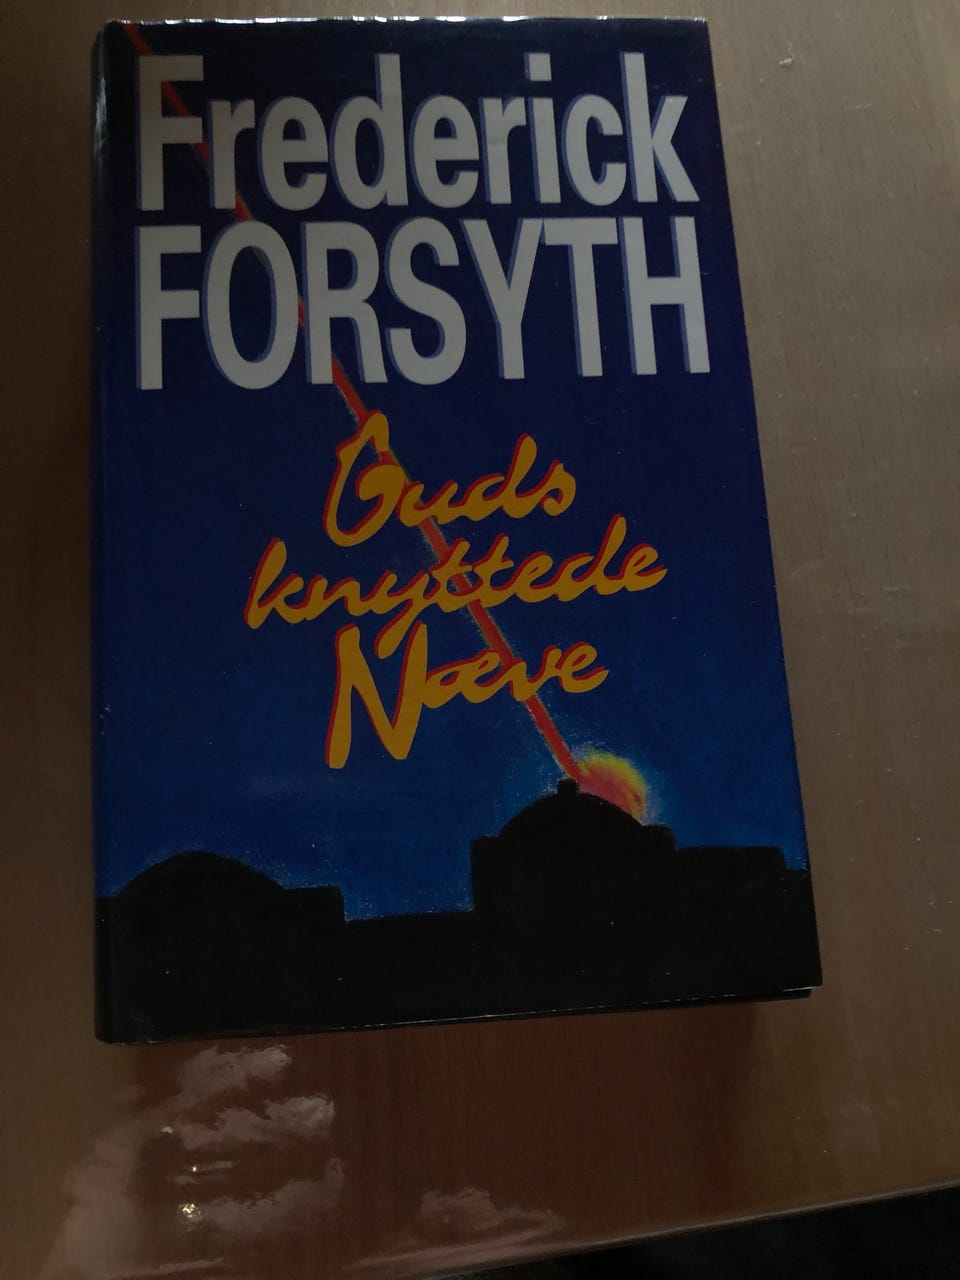 Frederick
FORSYTH
Guds
knyttede
Næve